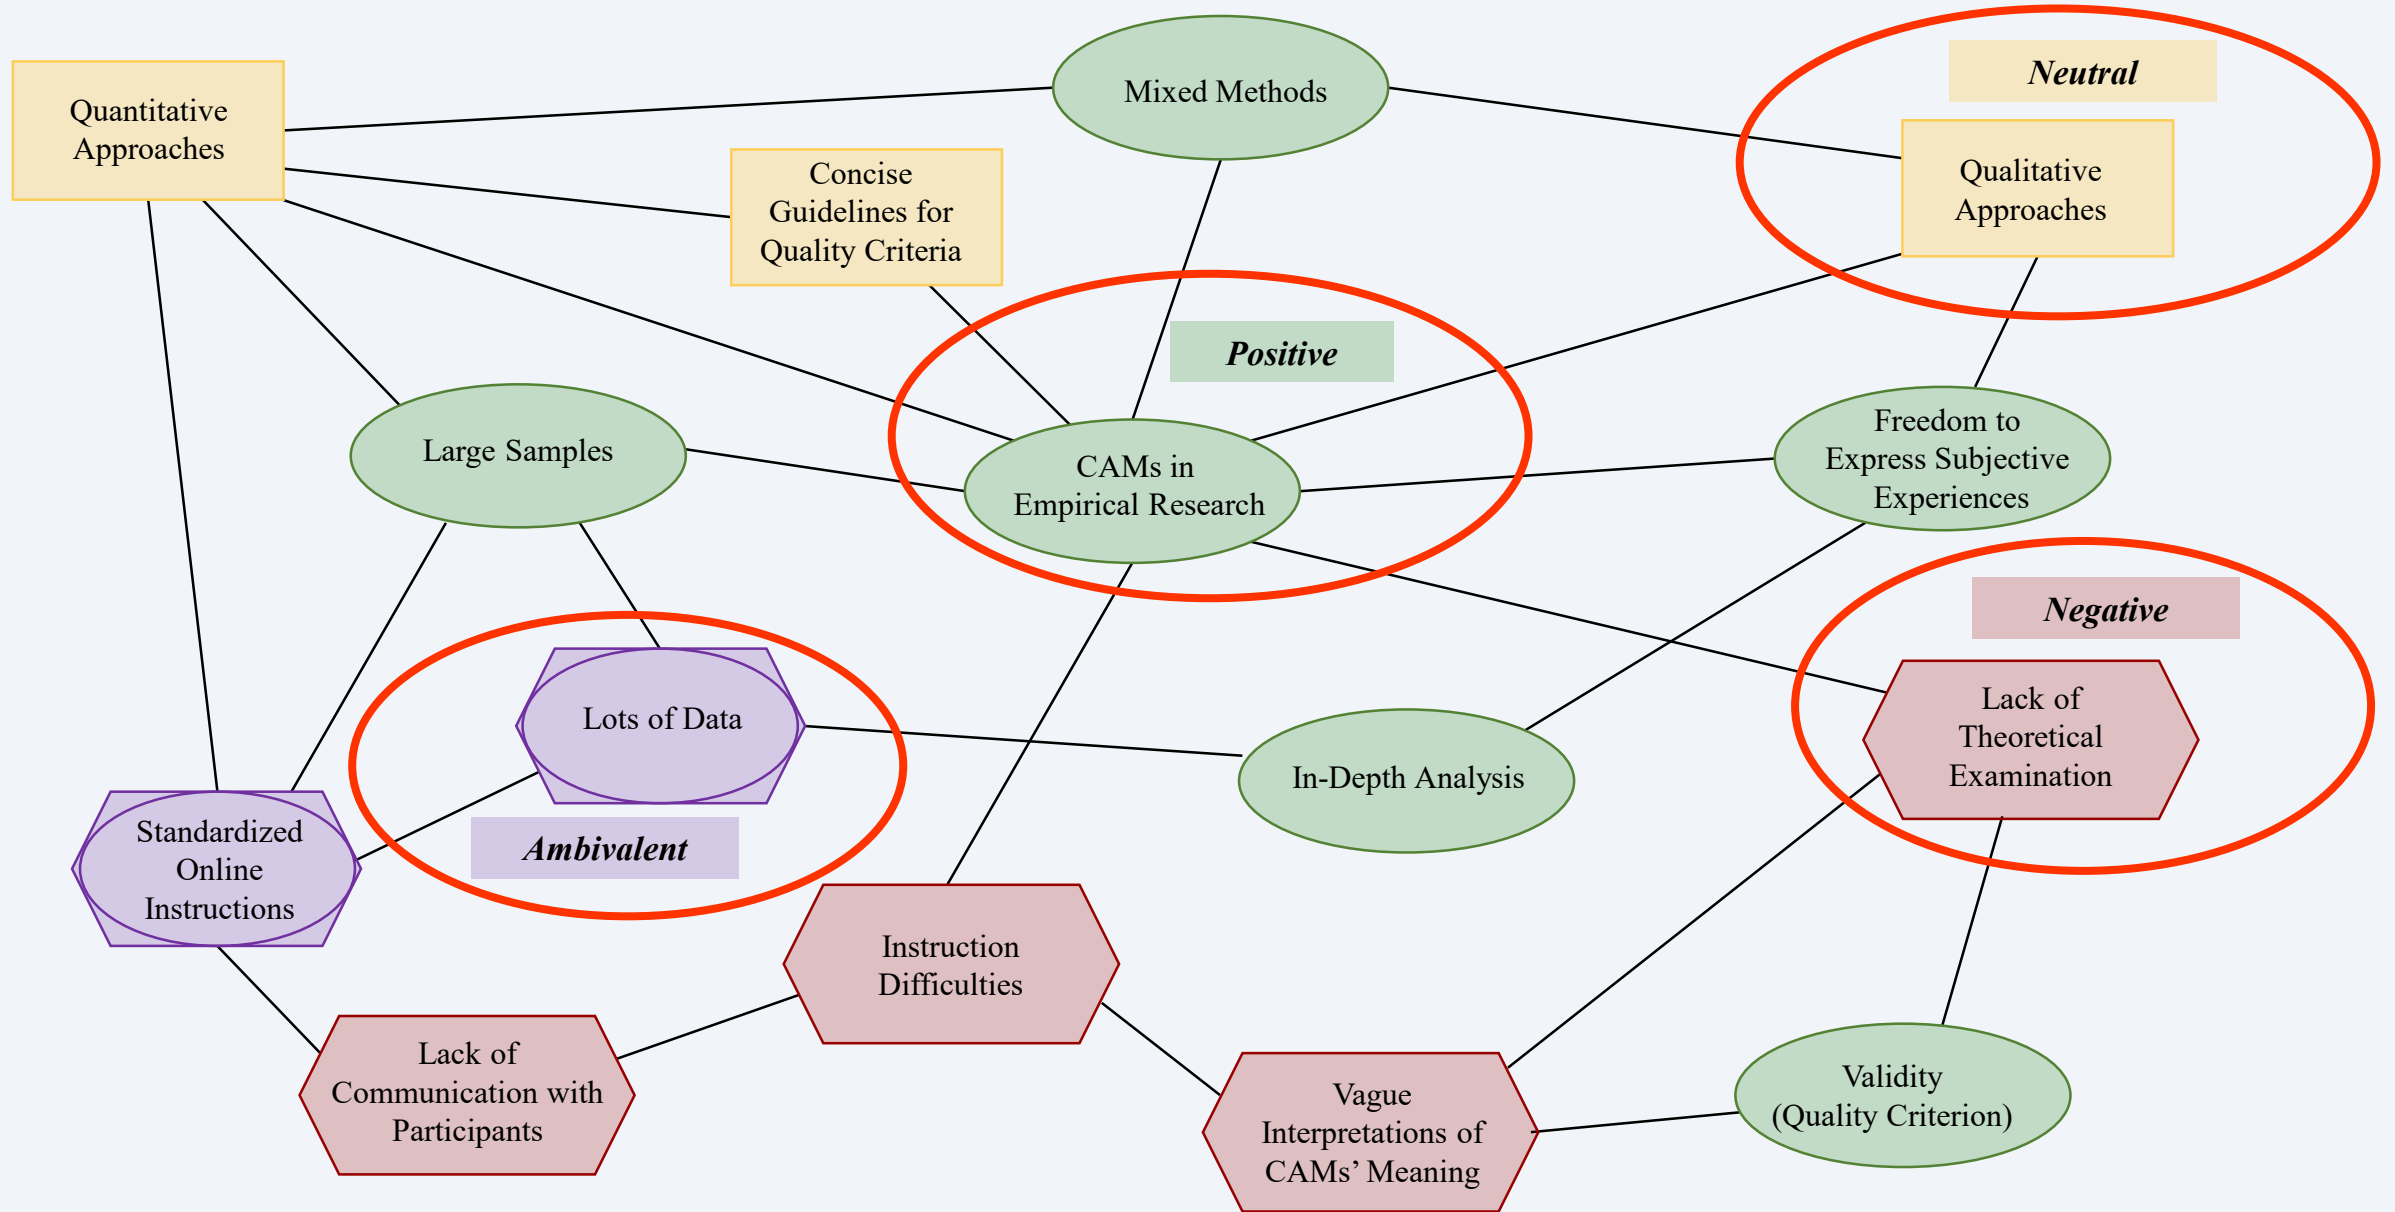 Mixed Methods
Neutral
Quantitative
Approaches
Concise
Guidelines for
Quality Criteria
Qualitative
Approaches
Positive
Large Samples
CAMs in
Empirical Research
Freedom to
Express Subjective
Experiences
Negative
Lots of Data
Lack of
Theoretical
Examination
In-Depth Analysis
Ambivalent
Standardized
Online
Instructions
Instruction
Difficulties
Lack of
Communication with
Participants
Vague
Interpretations of
CAMs’ Meaning
Validity
(Quality Criterion)